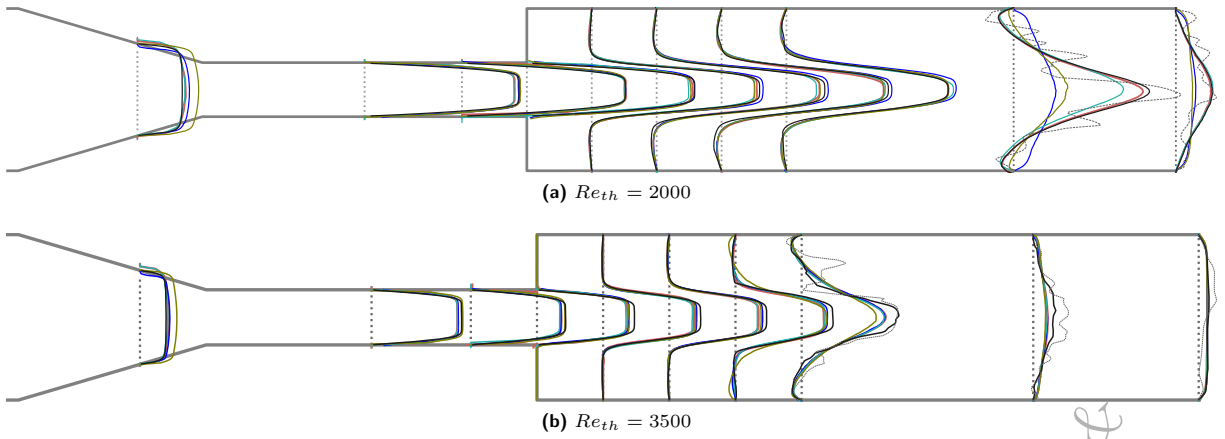 (a) Re_th = 2000
(b) Re_th = 3500
&